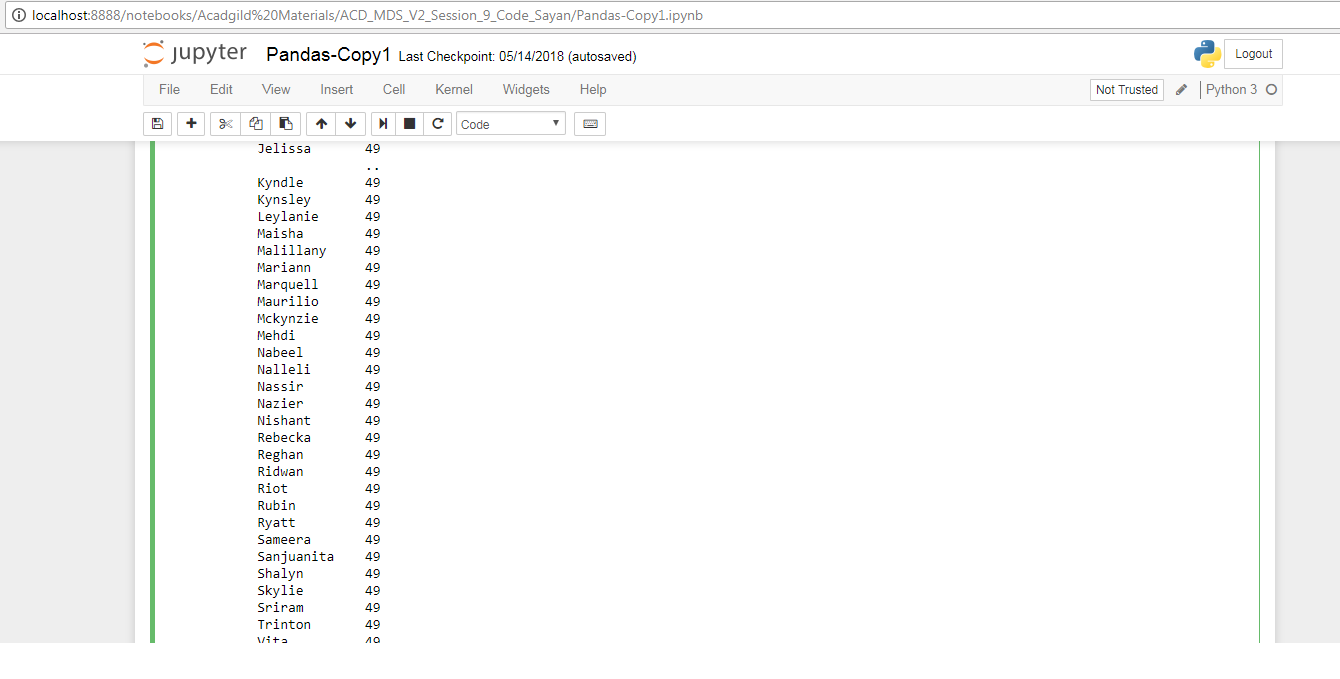 localhost:8888/notebooks/Acadgild%20Materials/ACD_MDS_V2_Session_9_Code_Sayan/Pandas-Copy1.ipynb
jupyter Pandas-Copy1 Last Checkpoint: 05/14/2018 (autosaved) Logout
File Edit View Insert Cell Kernel Widgets Help Not Trusted Python 3
Code
Jelissa 49
..
Kyndle 49
Kynsley 49
Leylanie 49
Maisha 49
Malillany 49
Mariann 49
Marquell 49
Maurilio 49
Mckynzie 49
Mehdi 49
Nabeel 49
Nalleli 49
Nassir 49
Nazier 49
Nishant 49
Rebecka 49
Reghan 49
Ridwan 49
Riot 49
Rubin 49
Ryatt 49
Sameera 49
Sanjuanita 49
Shalyn 49
Skylie 49
Sriram 49
Trinton 49
Vita 49